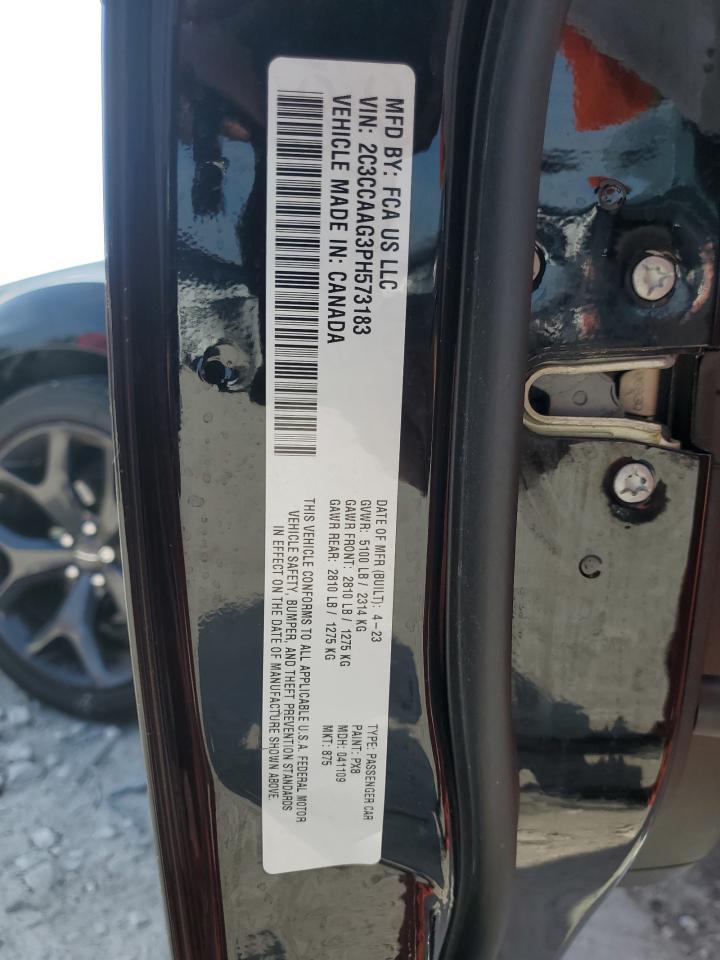 MFD BY: FCA US LLC
VIN: 2C3CCAAG3PH573183
VEHICLE MADE IN: CANADA
DATE OF MFR (BUILT): 4-23
GVWR: 5100 LB / 2314 KG
GAWR FRONT: 2810 LB / 1275 KG
GAWR REAR: 2810 LB / 1275 KG
THIS VEHICLE CONFORMS TO ALL APPLICABLE U.S.A. FEDERAL MOTOR
VEHICLE SAFETY, BUMPER, AND THEFT PREVENTION STANDARDS
IN EFFECT ON THE DATE OF MANUFACTURE SHOWN ABOVE.
TYPE: PASSENGER CAR
PAINT: PX8
MDH: 041109
MKT: 875